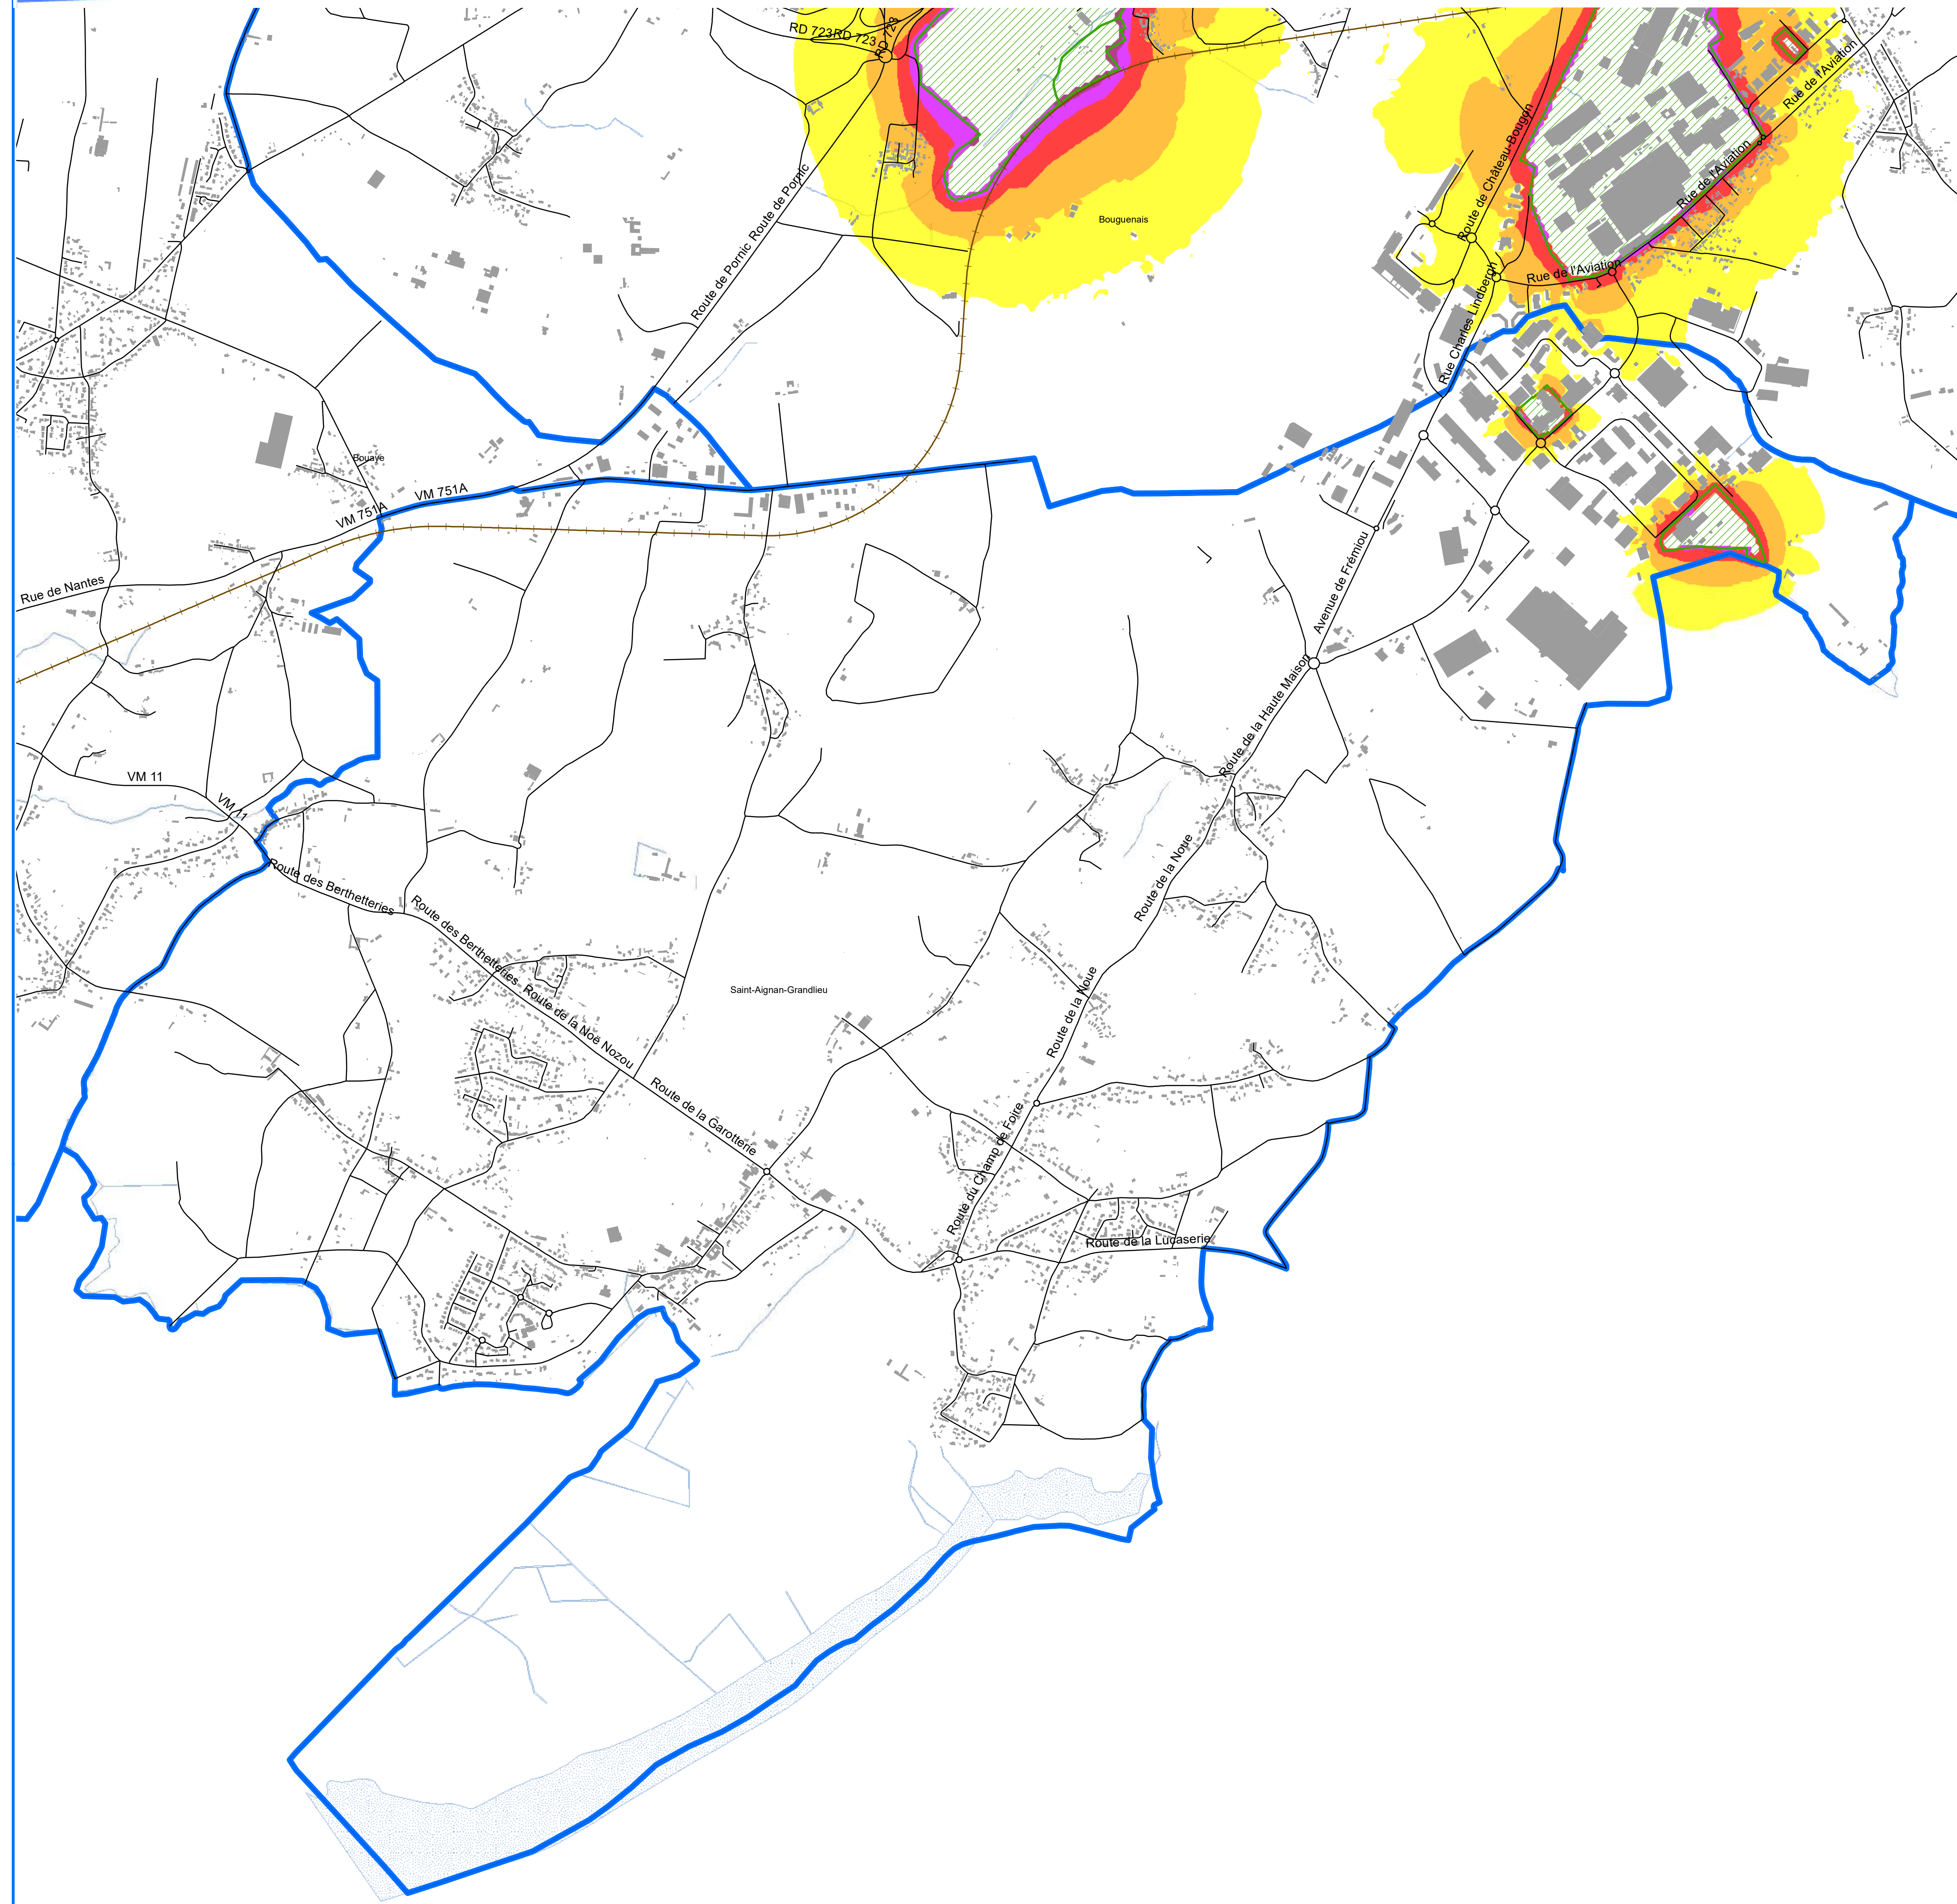 RD 723
RD 723
RD 723
Rue de l'Aviation
Route de Château-Bougon
Rue de l'Aviation
Route de Pornic
Route de Pornic
Bouguenais
Rue de l'Aviation
Rue Charles Lindbergh
Bouaye
VM 751A
VM 751A
Rue de Nantes
Avenue de Frémiou
Route de la Haute Maison
VM 11
VM 11
Route des Berthetteries
Route de la Noue
Route des Berthetteries
Saint-Aignan-Grandlieu
Route de la Noë Nozou
Route de la Noue
Route de la Garotterie
Route du Champ de Foire
Route de la Lucaserie